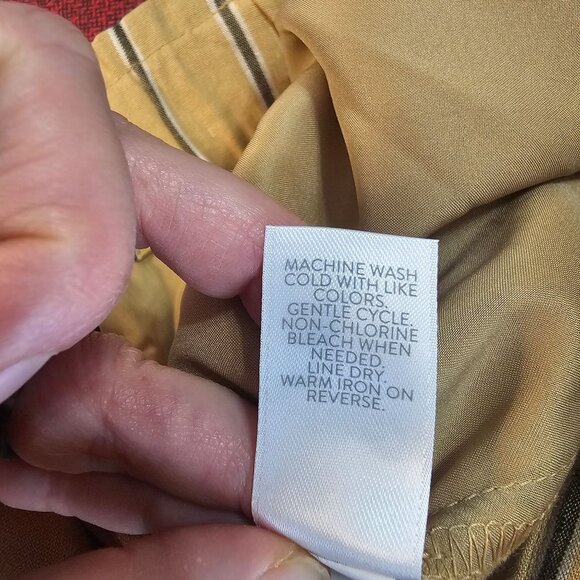 MACHINE WASH
COLD WITH LIKE
COLORS.
GENTLE CYCLE.
NON-CHLORINE
BLEACH WHEN
NEEDED.
LINE DRY.
WARM IRON ON
REVERSE.